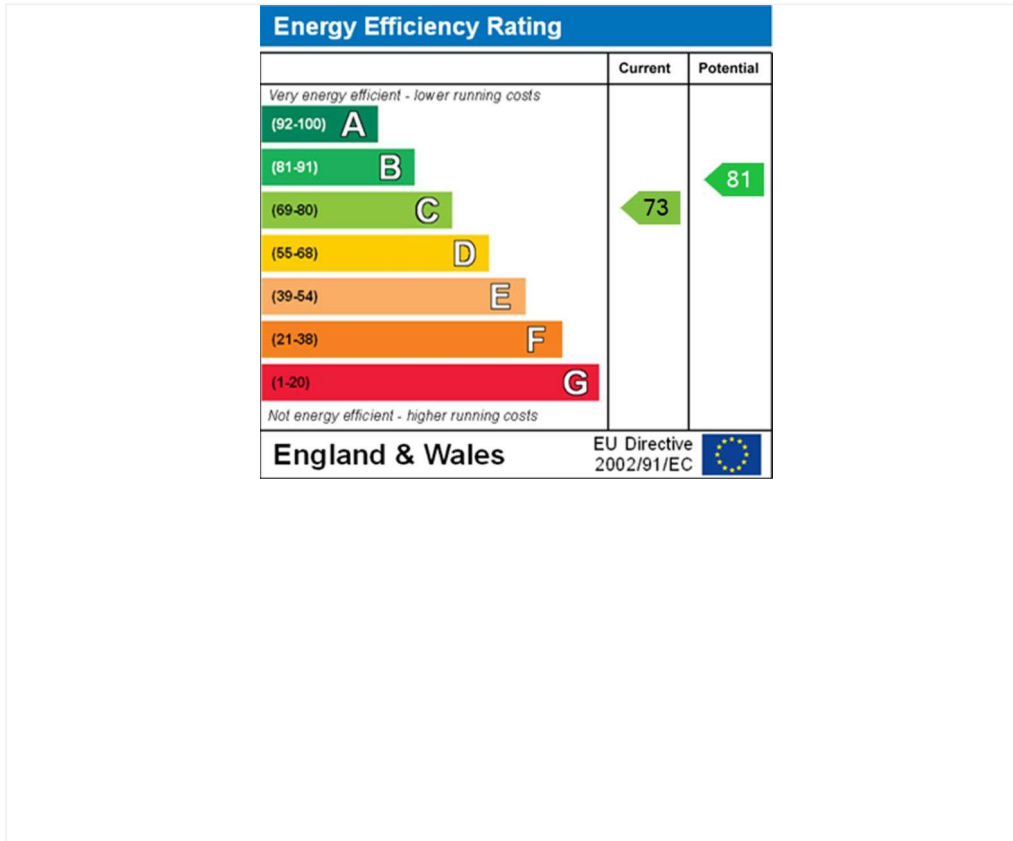 Energy Efficiency Rating
Current Potential
Very energy efficient - lower running costs
(92-100) A
(81-91) B
81
(69-80) C
73
(55-68) D
(39-54) E
(21-38) F
(1-20) G
Not energy efficient - higher running costs
England & Wales
EU Directive
2002/91/EC